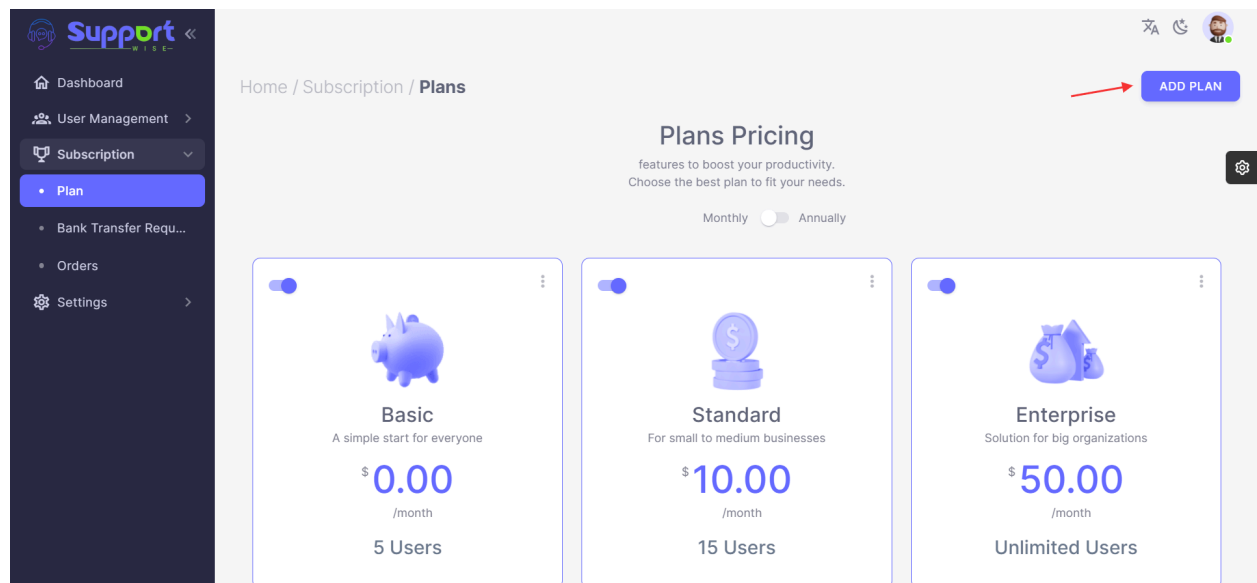 Support
WISE
Dashboard
User Management
Subscription
Plan
Bank Transfer Requ...
Orders
Settings
Home / Subscription / Plans
ADD PLAN
Plans Pricing
features to boost your productivity.
Choose the best plan to fit your needs.
Monthly Annually
Basic
A simple start for everyone
$0.00
/month
5 Users
Standard
For small to medium businesses
$10.00
/month
15 Users
Enterprise
Solution for big organizations
$50.00
/month
Unlimited Users